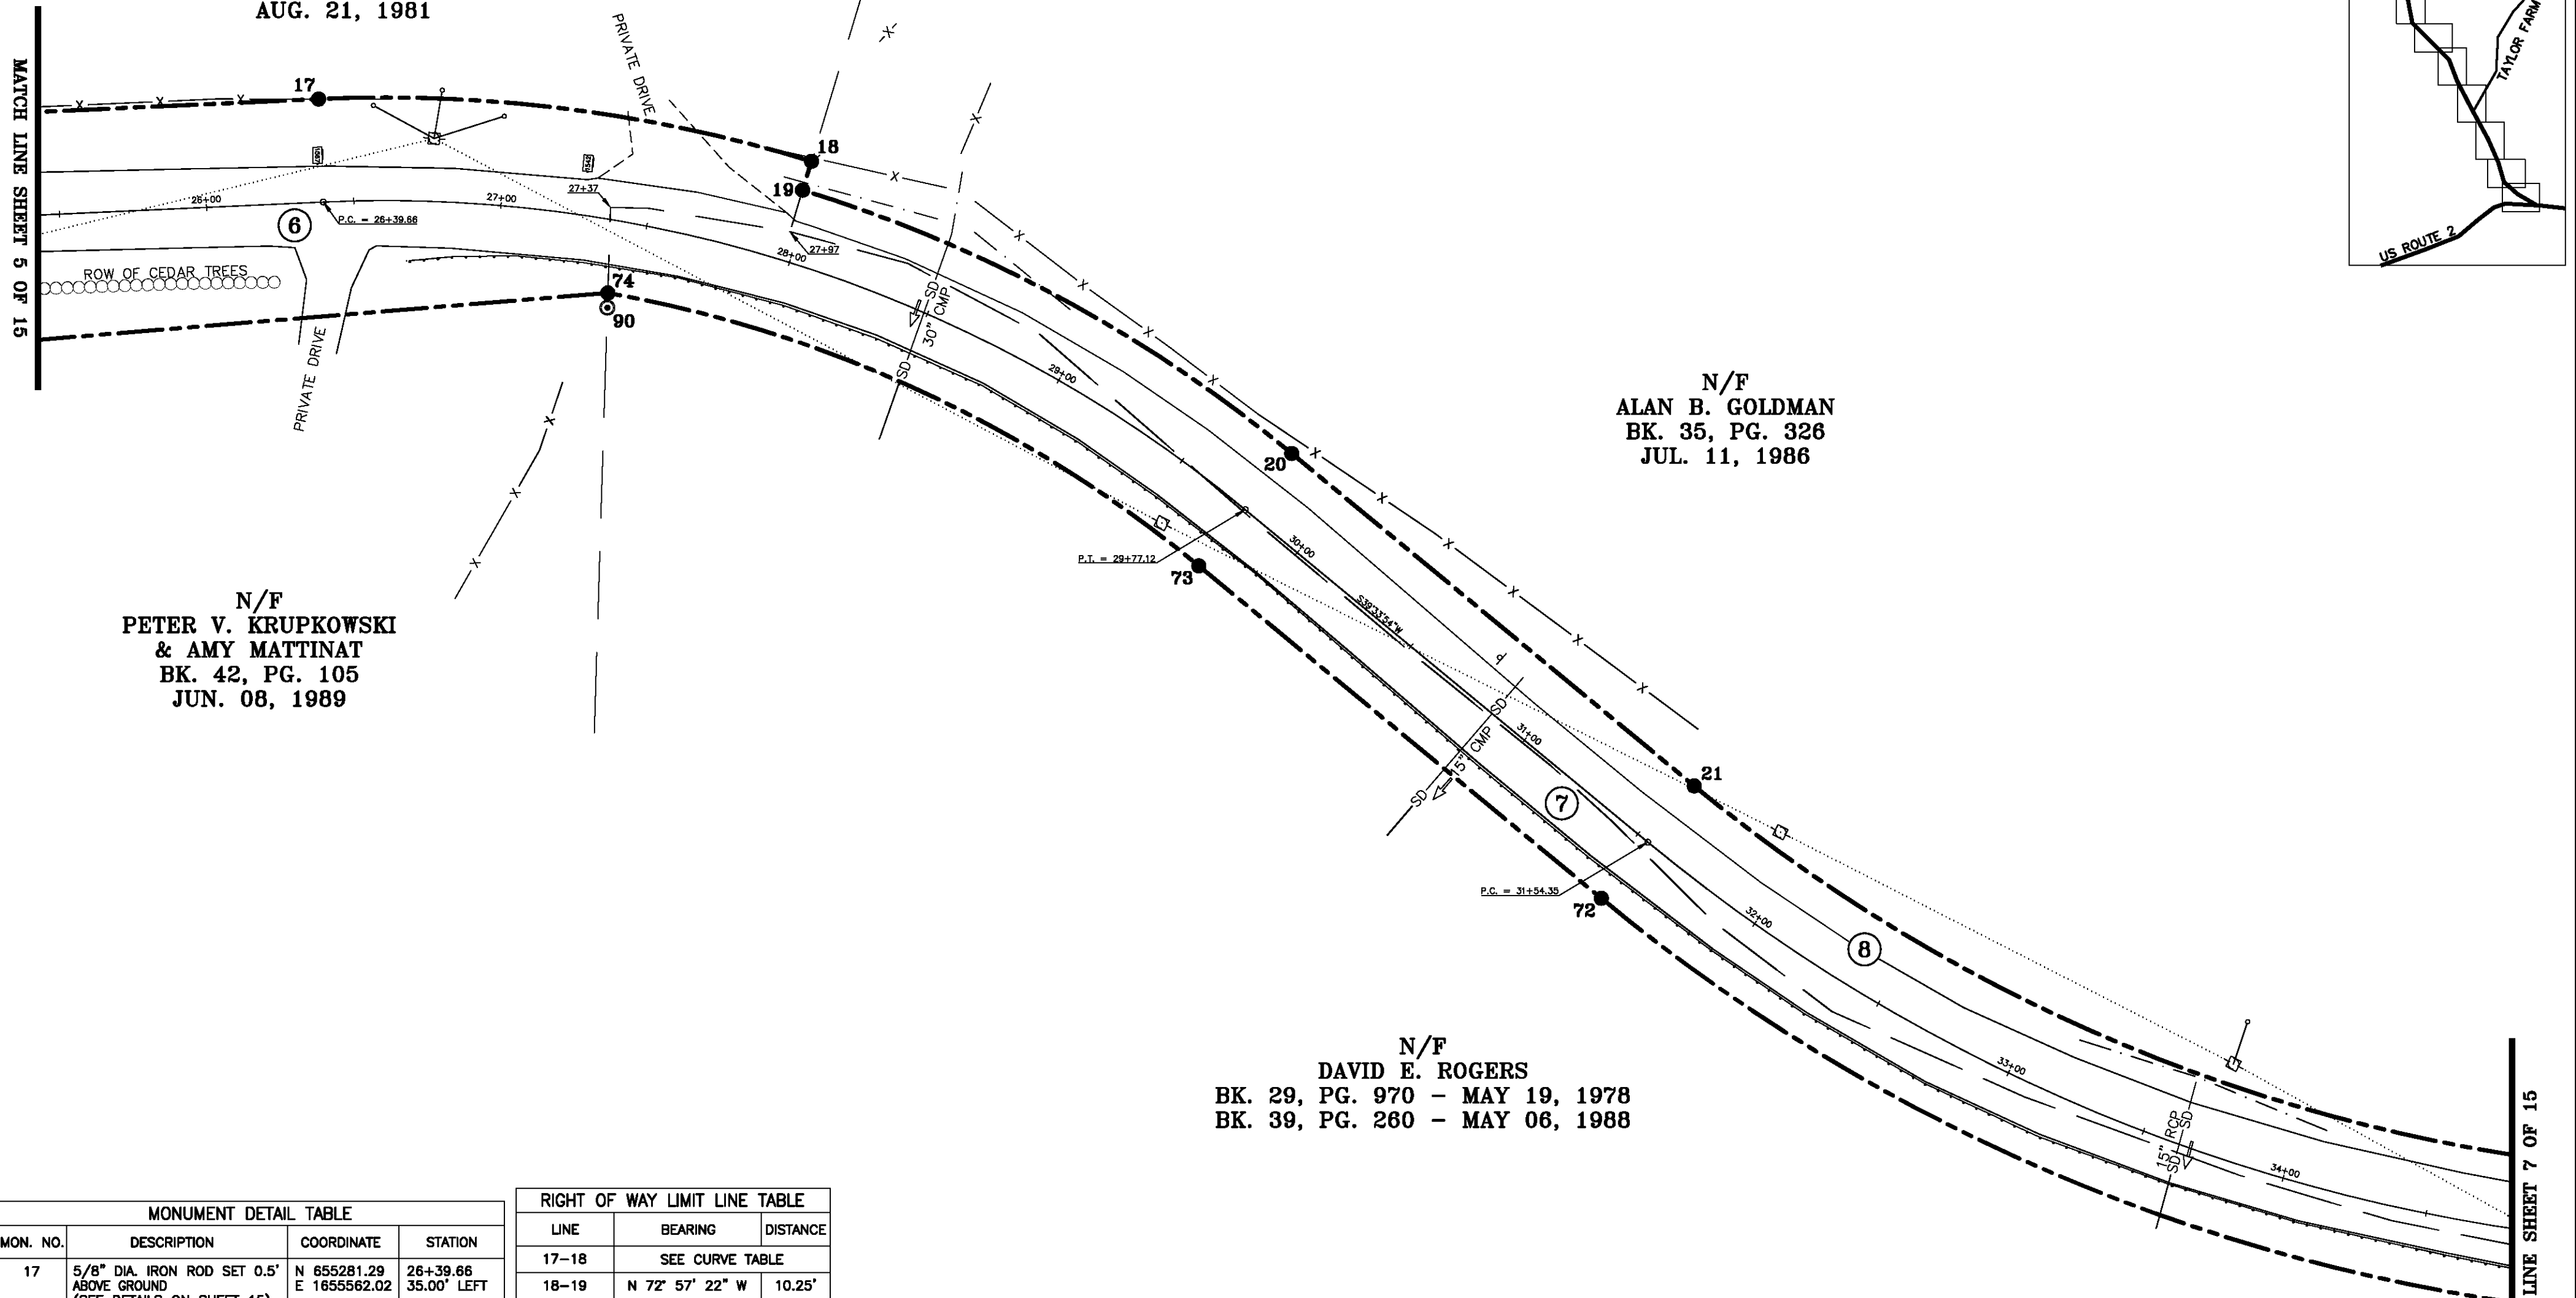 AUG. 21, 1981
MATCH LINE SHEET 5 OF 15
17
PRIVATE DRIVE
18
19
26+00
6
P.C. = 26+39.66
27+00
27+37
28+00
27+97
ROW OF CEDAR TREES
PRIVATE DRIVE
74
90
SD
30" CMP
SD
29+00
TAYLOR FARM
US ROUTE 2
N/F
ALAN B. GOLDMAN
BK. 35, PG. 326
JUL. 11, 1986
20
P.T. = 29+77.12
73
30+00
S39°33'54"W
N/F
PETER V. KRUPKOWSKI
& AMY MATTINAT
BK. 42, PG. 105
JUN. 08, 1989
SD
15" CMP
SD
31+00
7
21
P.C. = 31+54.35
72
32+00
8
33+00
34+00
SD
15" RCP
SD
N/F
DAVID E. ROGERS
BK. 29, PG. 970 - MAY 19, 1978
BK. 39, PG. 260 - MAY 06, 1988
LINE SHEET 7 OF 15
MONUMENT DETAIL TABLE
MON. NO. DESCRIPTION COORDINATE STATION
17 5/8" DIA. IRON ROD SET 0.5' N 655281.29 26+39.66
ABOVE GROUND E 1655562.02 35.00' LEFT
(SEE DETAILS ON SHEET 15)
RIGHT OF WAY LIMIT LINE TABLE
LINE BEARING DISTANCE
17-18 SEE CURVE TABLE
18-19 N 72° 57' 22" W 10.25'